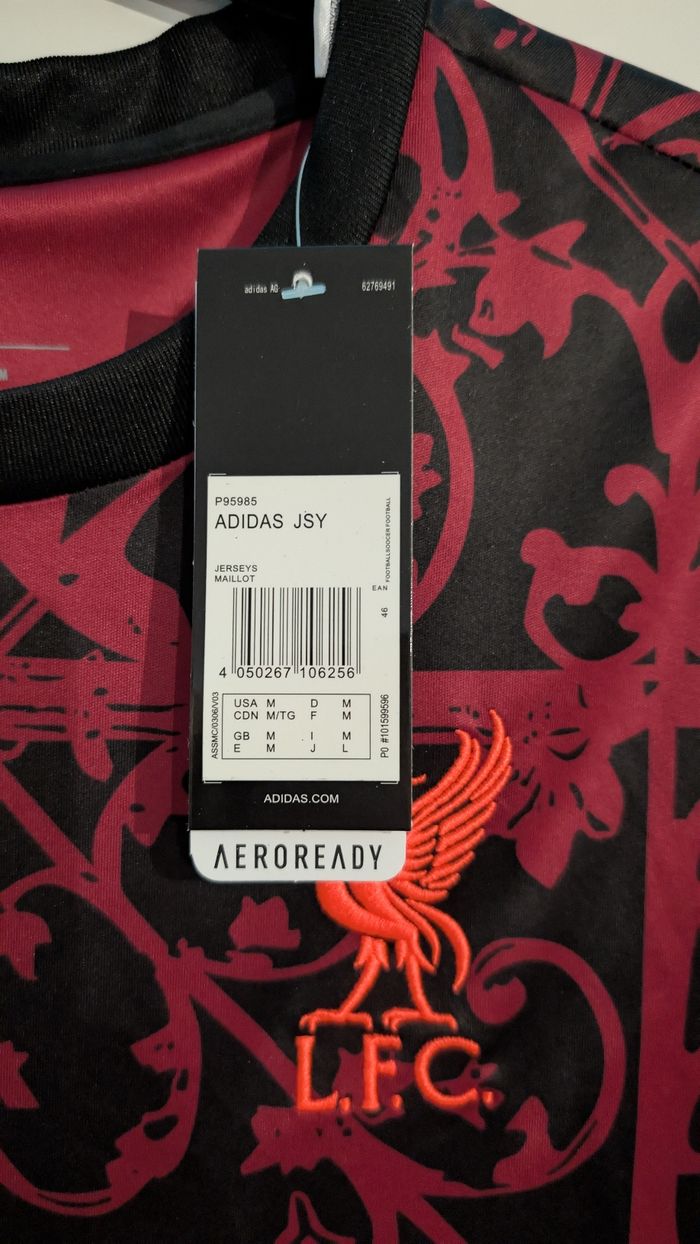 adidas AG
62769491
P95985
ADIDAS JSY
JERSEYS
MAILLOT
FOOTBALL/SOCCER FOOTBALL
EAN
46
4 050267 106256
USA M D M
CDN M/TG F M
GB M I M
E M J L
ASSMC/0306/V03
PO #101599596
ADIDAS.COM
AEROREADY
L.F.C.
M